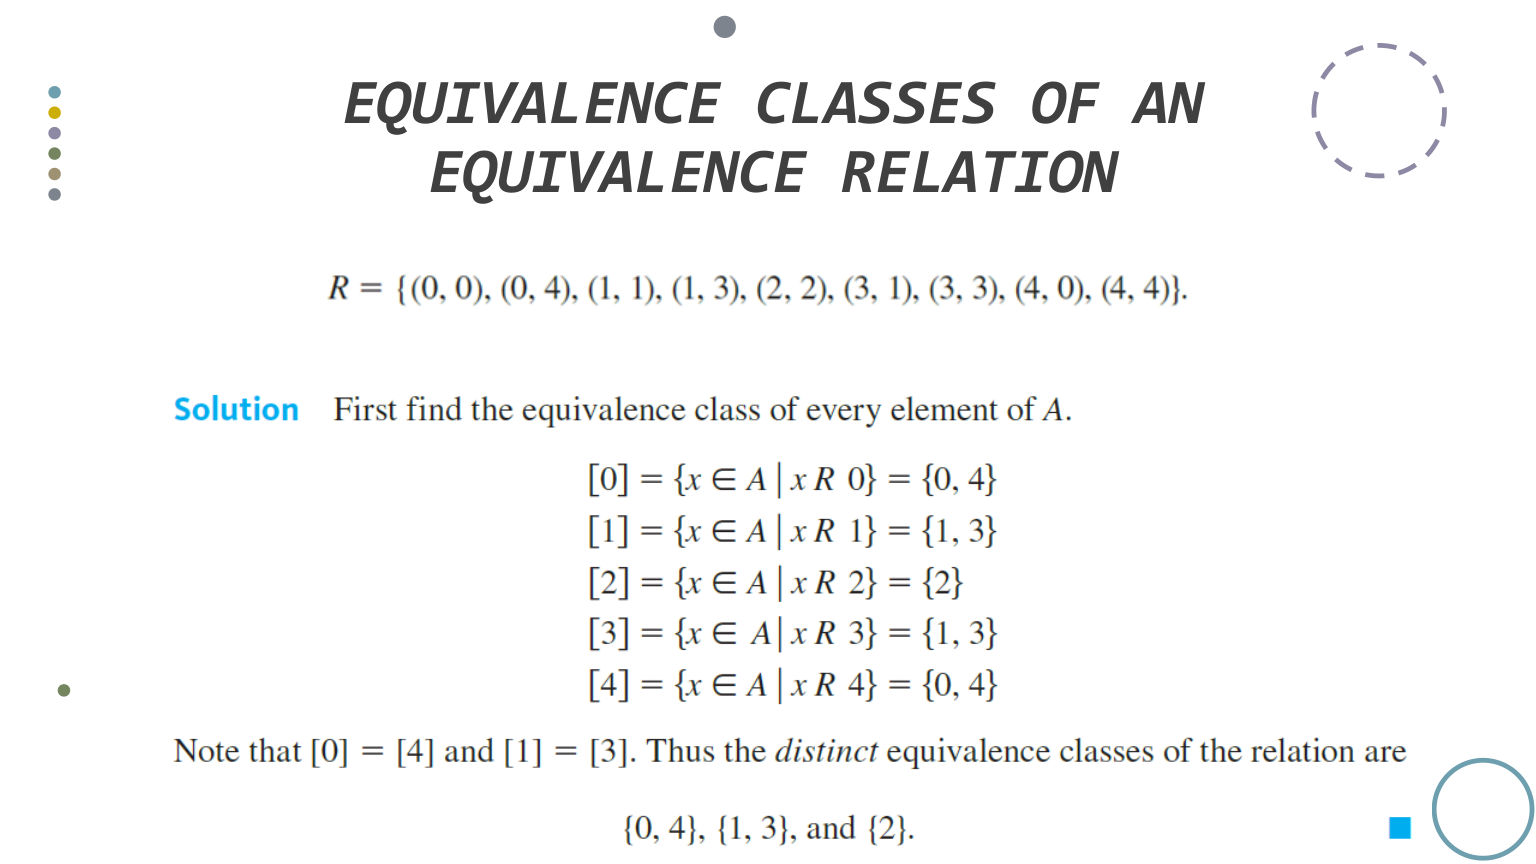 EQUIVALENCE CLASSES OF AN
EQUIVALENCE RELATION
R = {(0, 0), (0, 4), (1, 1), (1, 3), (2, 2), (3, 1), (3, 3), (4, 0), (4, 4)}.
Solution First find the equivalence class of every element of A.
[0] = {x ∈ A | x R 0} = {0, 4}
[1] = {x ∈ A | x R 1} = {1, 3}
[2] = {x ∈ A | x R 2} = {2}
[3] = {x ∈ A | x R 3} = {1, 3}
[4] = {x ∈ A | x R 4} = {0, 4}
Note that [0] = [4] and [1] = [3]. Thus the distinct equivalence classes of the relation are
{0, 4}, {1, 3}, and {2}.